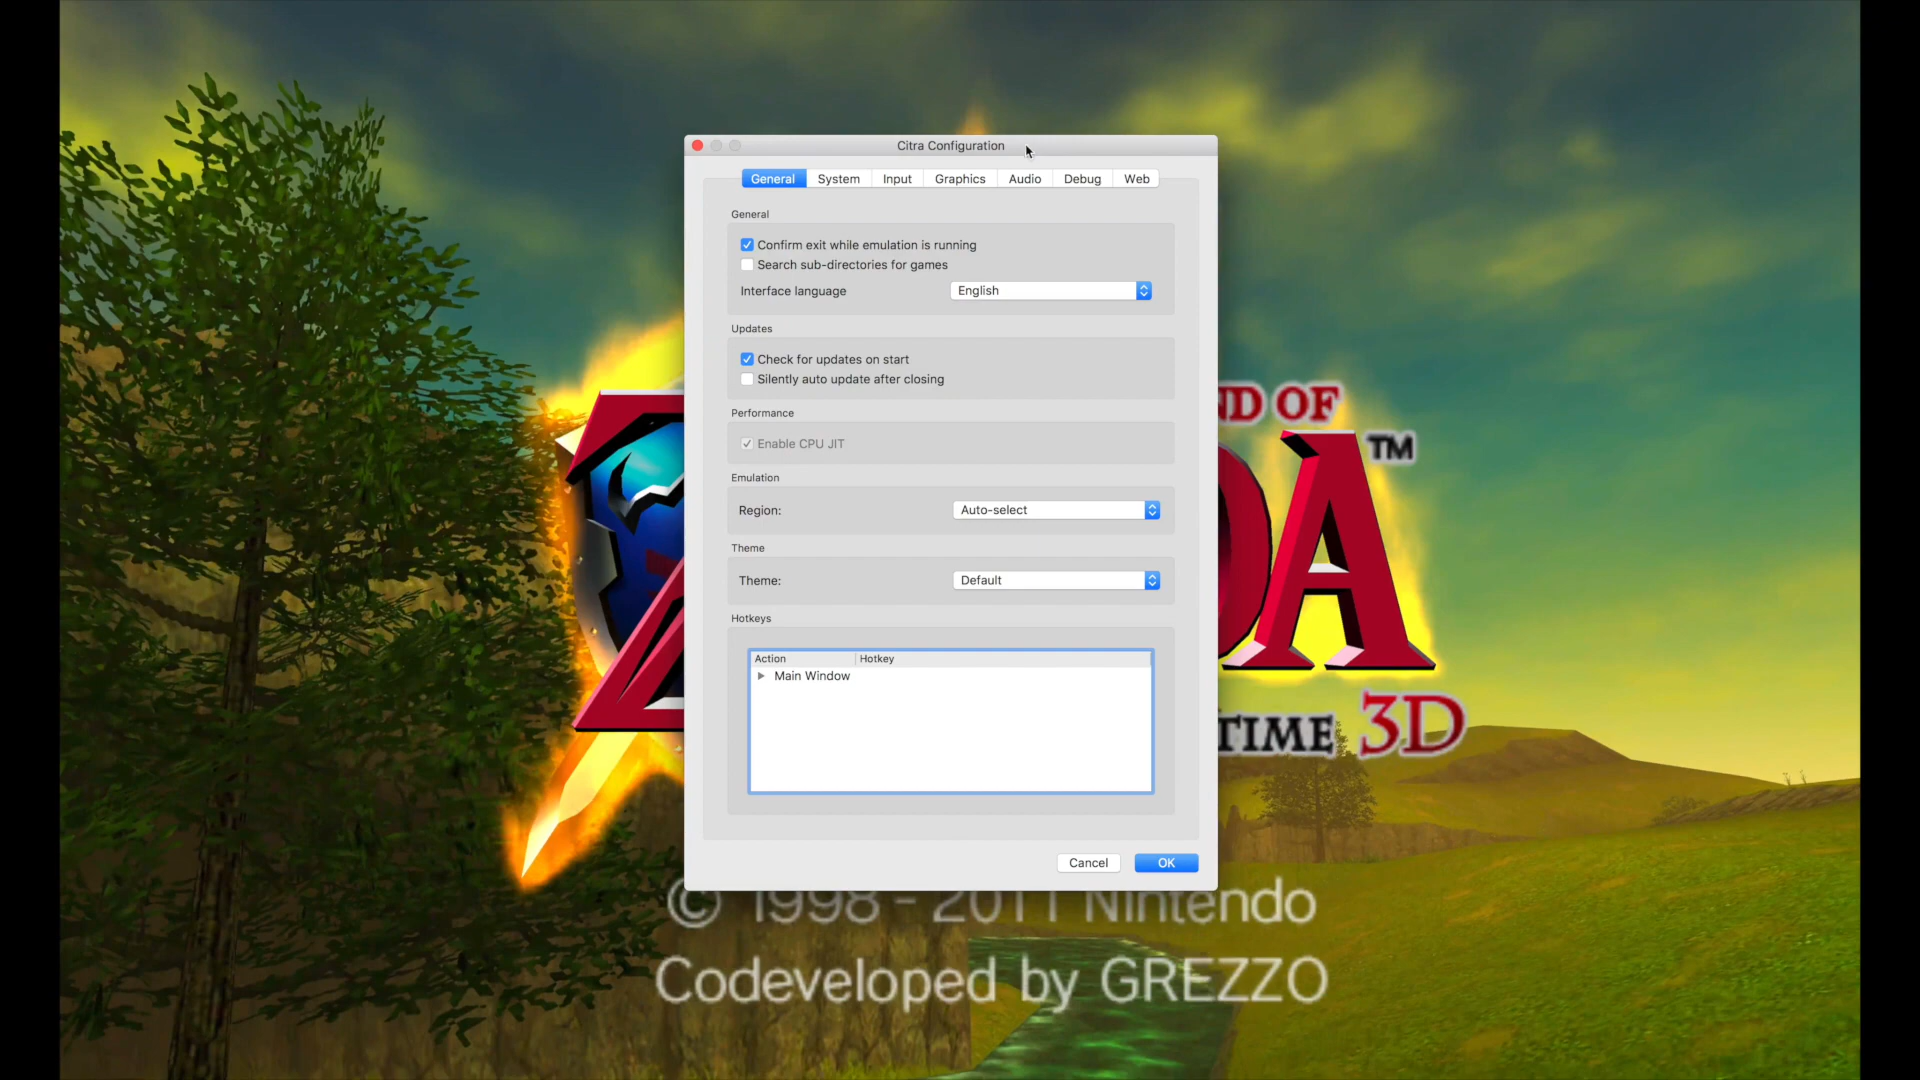 Citra Configuration
General System Input Graphics Audio Debug Web
General
Confirm exit while emulation is running
Search sub-directories for games
Interface language English
Updates
Check for updates on start
Silently auto update after closing
Performance
Enable CPU JIT
Emulation
Region: Auto-select
Theme
Theme: Default
Hotkeys
Action Hotkey
Main Window
Cancel OK
ND OF
DA TM
TIME 3D
© 1998 - 2011 Nintendo
Codeveloped by GREZZO